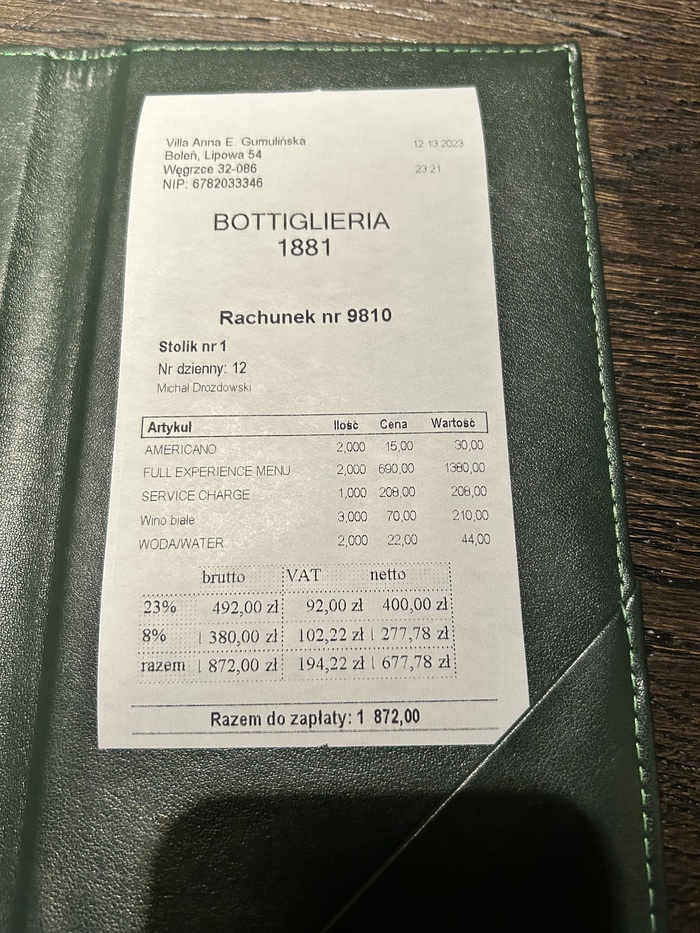 Villa Anna E. Gumulińska 12.13.2023
Boleń, Lipowa 54
Węgrzce 32-086 23:21
NIP: 6782033346
BOTTIGLIERIA
1881
Rachunek nr 9810
Stolik nr 1
Nr dzienny: 12
Michal Drozdowski
Artykuł Ilość Cena Wartość
AMERICANO 2,000 15,00 30,00
FULL EXPERIENCE MENU 2,000 690,00 1380,00
SERVICE CHARGE 1,000 208,00 208,00
Wino białe 3,000 70,00 210,00
WODA/WATER 2,000 22,00 44,00
brutto VAT netto
23% 492,00 zł 92,00 zł 400,00 zł
8% 1 380,00 zł 102,22 zł 1 277,78 zł
razem 1 872,00 zł 194,22 zł 1 677,78 zł
Razem do zapłaty: 1 872,00